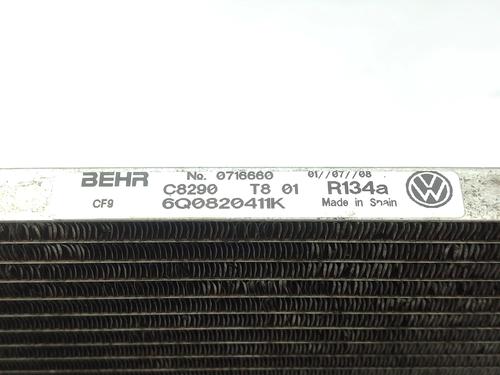 BEHR No. 0716660 01//07//08
C8290 T8 01 R134a
CF9 6Q0820411K Made in Spain